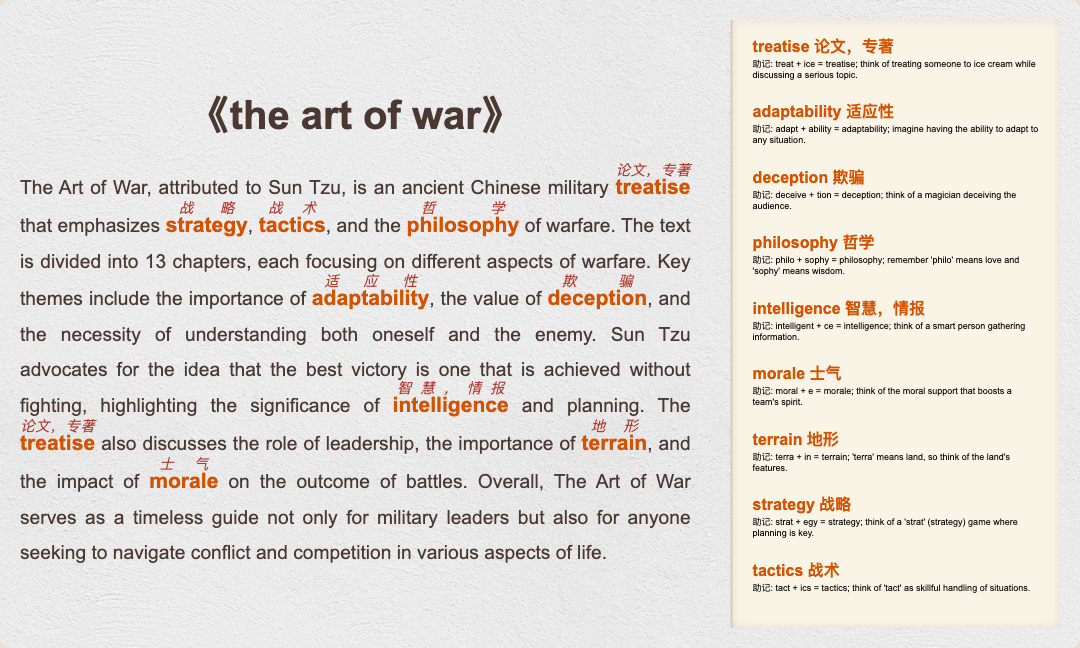 《the art of war》
论文，专著
The Art of War, attributed to Sun Tzu, is an ancient Chinese military treatise
战略 战术 哲学
that emphasizes strategy, tactics, and the philosophy of warfare. The text
is divided into 13 chapters, each focusing on different aspects of warfare. Key
适应性 欺骗
themes include the importance of adaptability, the value of deception, and
the necessity of understanding both oneself and the enemy. Sun Tzu
advocates for the idea that the best victory is one that is achieved without
智慧，情报
fighting, highlighting the significance of intelligence and planning. The
论文，专著 地形
treatise also discusses the role of leadership, the importance of terrain, and
士气
the impact of morale on the outcome of battles. Overall, The Art of War
serves as a timeless guide not only for military leaders but also for anyone
seeking to navigate conflict and competition in various aspects of life.
treatise 论文，专著
助记: treat + ice = treatise; think of treating someone to ice cream while
discussing a serious topic.
adaptability 适应性
助记: adapt + ability = adaptability; imagine having the ability to adapt to
any situation.
deception 欺骗
助记: deceive + tion = deception; think of a magician deceiving the
audience.
philosophy 哲学
助记: philo + sophy = philosophy; remember 'philo' means love and
'sophy' means wisdom.
intelligence 智慧，情报
助记: intelligent + ce = intelligence; think of a smart person gathering
information.
morale 士气
助记: moral + e = morale; think of the moral support that boosts a
team's spirit.
terrain 地形
助记: terra + in = terrain; 'terra' means land, so think of the land's
features.
strategy 战略
助记: strat + egy = strategy; think of a 'strat' (strategy) game where
planning is key.
tactics 战术
助记: tact + ics = tactics; think of 'tact' as skillful handling of situations.